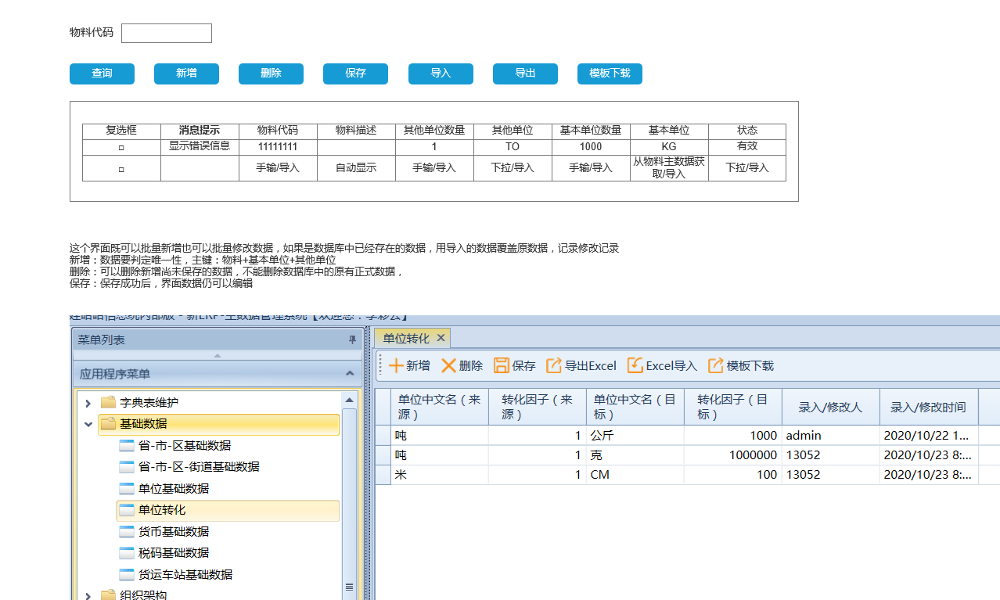 物料代码
查询 新增 删除 保存 导入 导出 模板下载
复选框 消息提示 物料代码 物料描述 其他单位数量 其他单位 基本单位数量 基本单位 状态
显示错误信息 11111111 1 TO 1000 KG 有效
手输/导入 自动显示 手输/导入 下拉/导入 手输/导入 从物料主数据获取/导入 下拉/导入
这个界面既可以批量新增也可以批量修改数据，如果是数据库中已经存在的数据，用导入的数据覆盖原数据，记录修改记录
新增：数据要判定唯一性，主键：物料+基本单位+其他单位
删除：可以删除新增尚未保存的数据，不能删除数据库中的原有正式数据，
保存：保存成功后，界面数据仍可以编辑
菜单列表
应用程序菜单
字典表维护
基础数据
省-市-区基础数据
省-市-区-街道基础数据
单位基础数据
单位转化
货币基础数据
税码基础数据
货运车站基础数据
组织架构
单位转化
新增 删除 保存 导出Excel Excel导入 模板下载
单位中文名（来源） 转化因子（来源） 单位中文名（目标） 转化因子（目标） 录入/修改人 录入/修改时间
吨 1 公斤 1000 admin 2020/10/22 1...
吨 1 克 1000000 13052 2020/10/23 8:...
米 1 CM 100 13052 2020/10/23 8:...